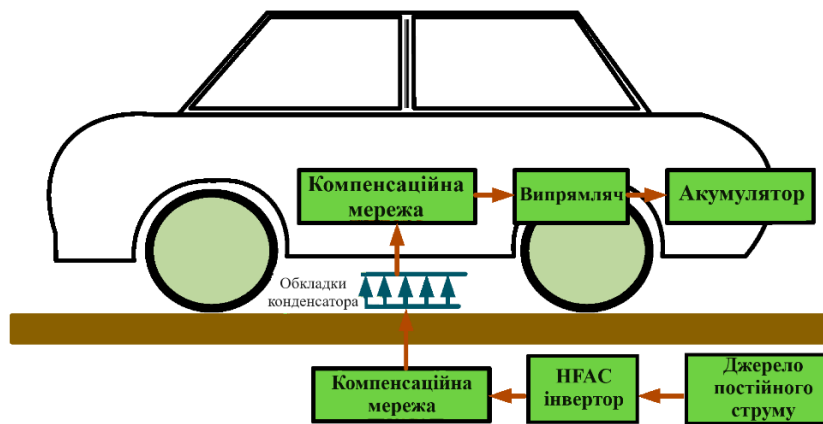 Компенсаційна
мережа
Випрямляч
Акумулятор
Обкладки
конденсатора
Компенсаційна
мережа
HFAC
інвертор
Джерело
постійного
струму